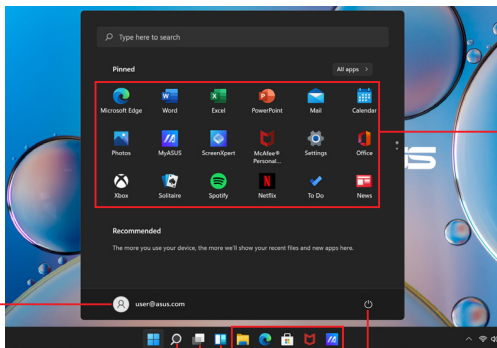 Type here to search
Pinned
All apps >
Microsoft Edge Word Excel PowerPoint Mail Calendar
Photos MyASUS ScreenXpert McAfee® Personal... Settings Office
Xbox Solitaire Spotify Netflix To Do News
Recommended
The more you use your device, the more we'll show your recent files and new apps here.
user@asus.com